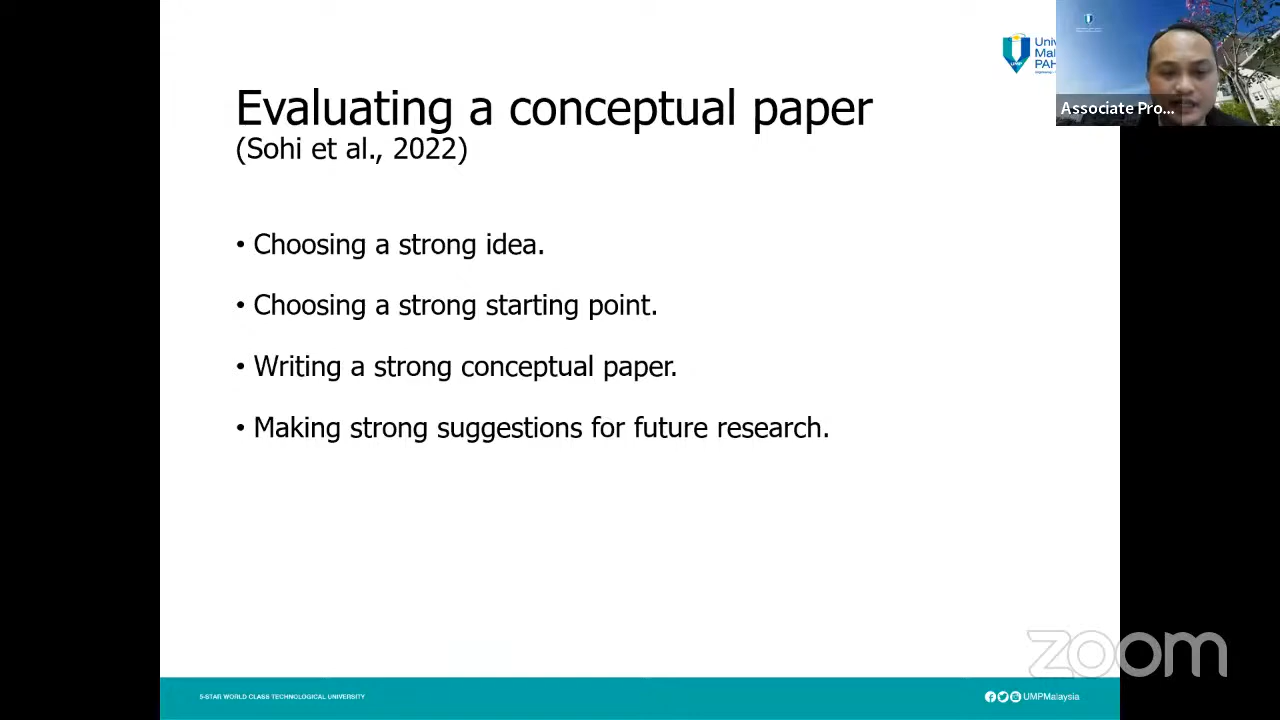 Evaluating a conceptual paper
(Sohi et al., 2022)
• Choosing a strong idea.
• Choosing a strong starting point.
• Writing a strong conceptual paper.
• Making strong suggestions for future research.
Associate Pro...
UMP
zoom
5-STAR WORLD CLASS TECHNOLOGICAL UNIVERSITY
UMPMalaysia